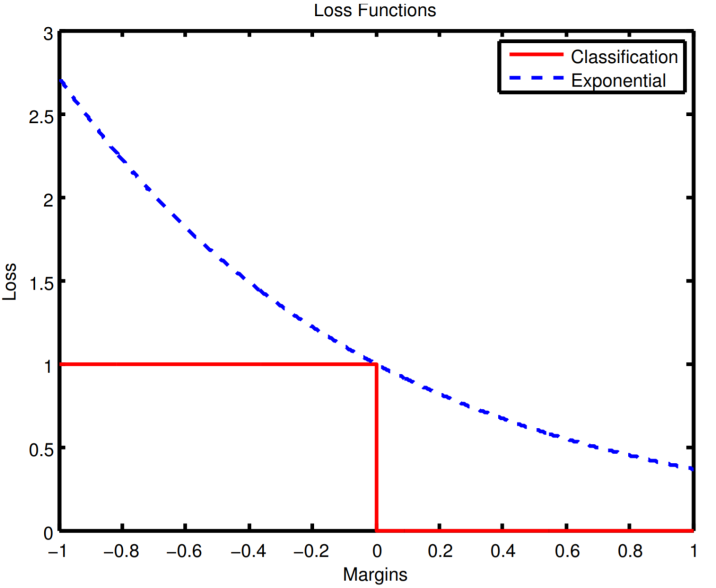 Loss Functions
Classification
Exponential
3
2.5
2
1.5
1
0.5
0
Loss
−1 −0.8 −0.6 −0.4 −0.2 0 0.2 0.4 0.6 0.8 1
Margins